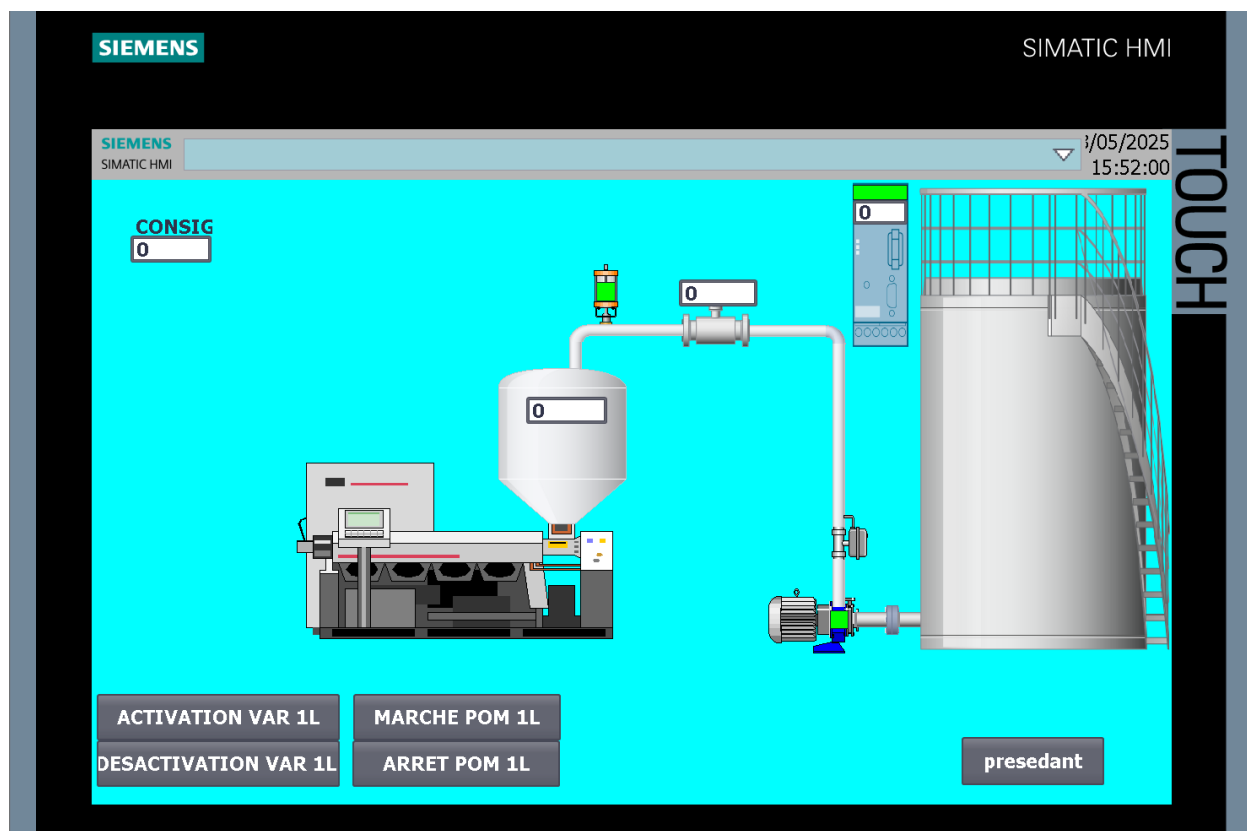 SIEMENS
SIMATIC HMI
SIEMENS
SIMATIC HMI
/05/2025
15:52:00
TOUCH
CONSIG
0
0
0
0
ACTIVATION VAR 1L
MARCHE POM 1L
DESACTIVATION VAR 1L
ARRET POM 1L
presedant